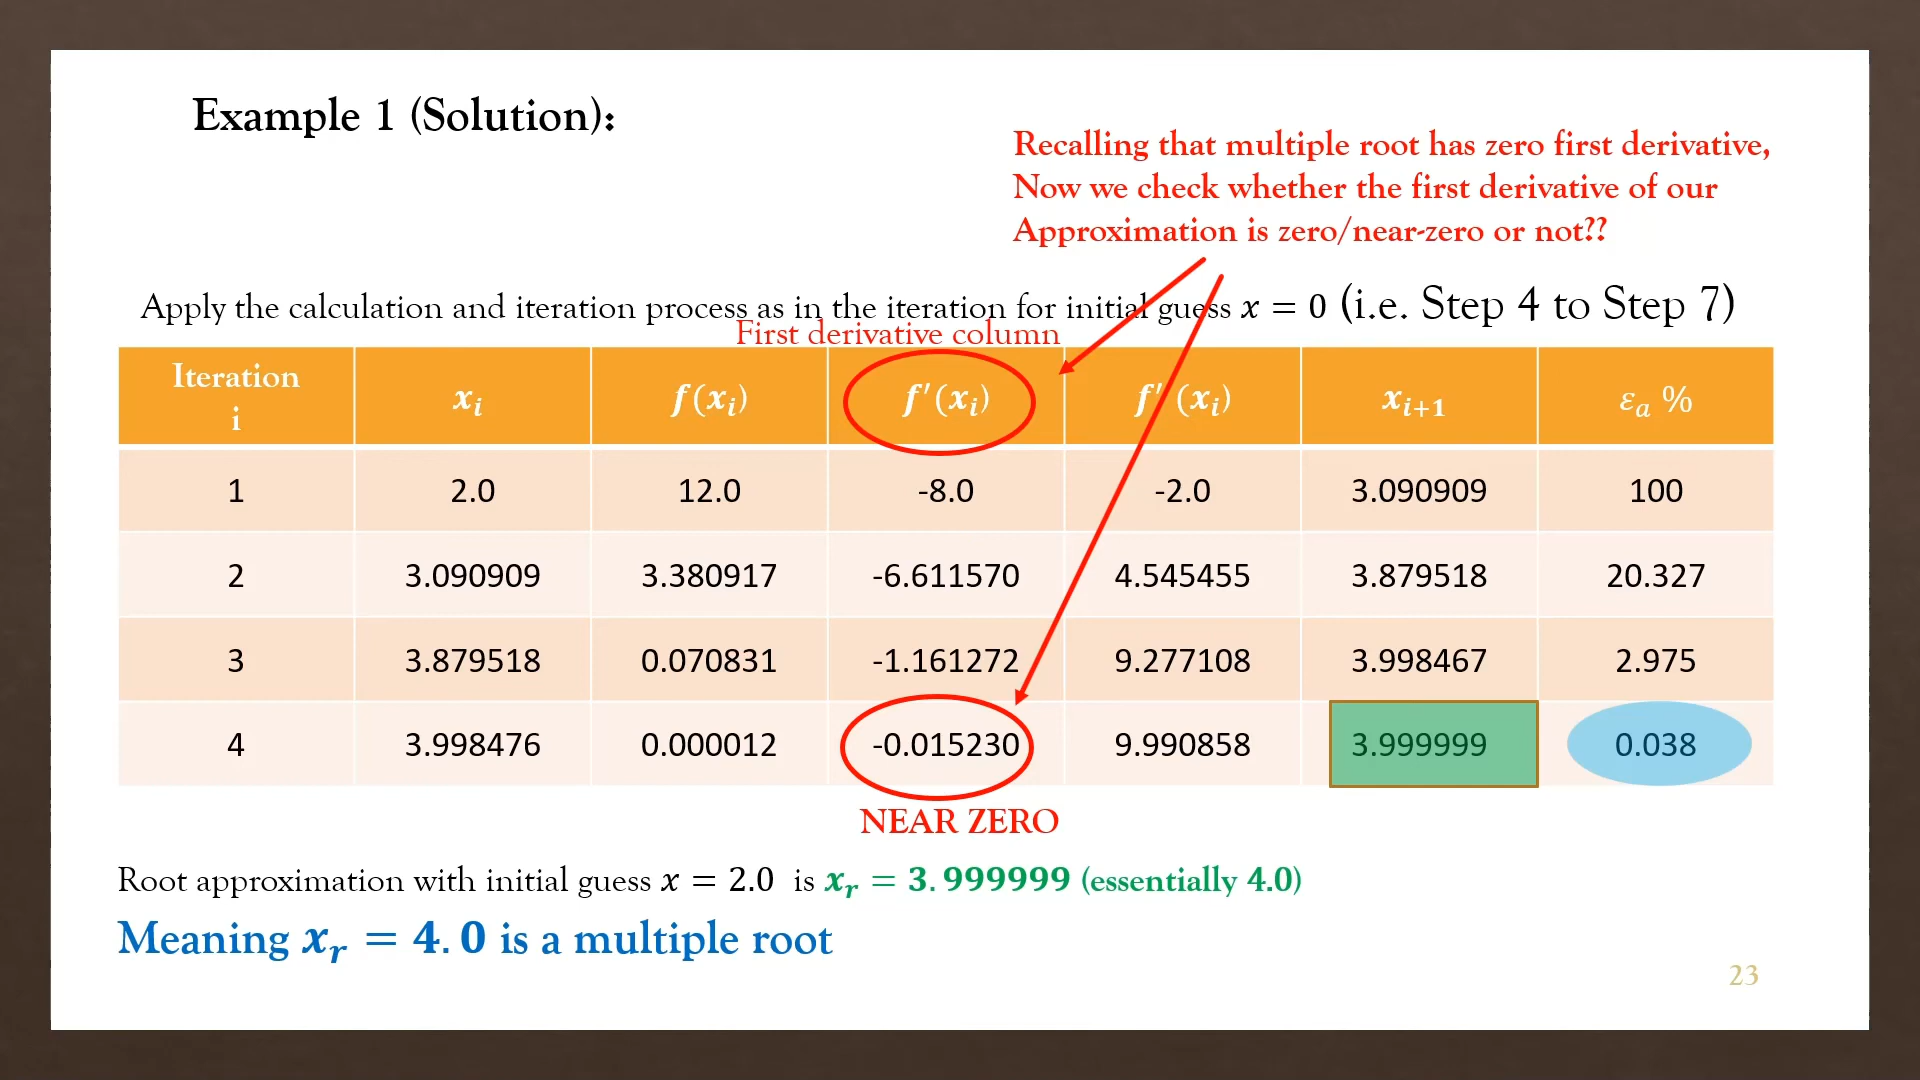 Example 1 (Solution):
Recalling that multiple root has zero first derivative,
Now we check whether the first derivative of our
Approximation is zero/near-zero or not??
Apply the calculation and iteration process as in the iteration for initial guess x = 0 (i.e. Step 4 to Step 7)
First derivative column
Iteration i xᵢ f(xᵢ) f′(xᵢ) f′ (xᵢ) xᵢ₊₁ εₐ %
1 2.0 12.0 -8.0 -2.0 3.090909 100
2 3.090909 3.380917 -6.611570 4.545455 3.879518 20.327
3 3.879518 0.070831 -1.161272 9.277108 3.998467 2.975
4 3.998476 0.000012 -0.015230 9.990858 3.999999 0.038
NEAR ZERO
Root approximation with initial guess x = 2.0 is xᵣ = 3.999999 (essentially 4.0)
Meaning xᵣ = 4.0 is a multiple root
23